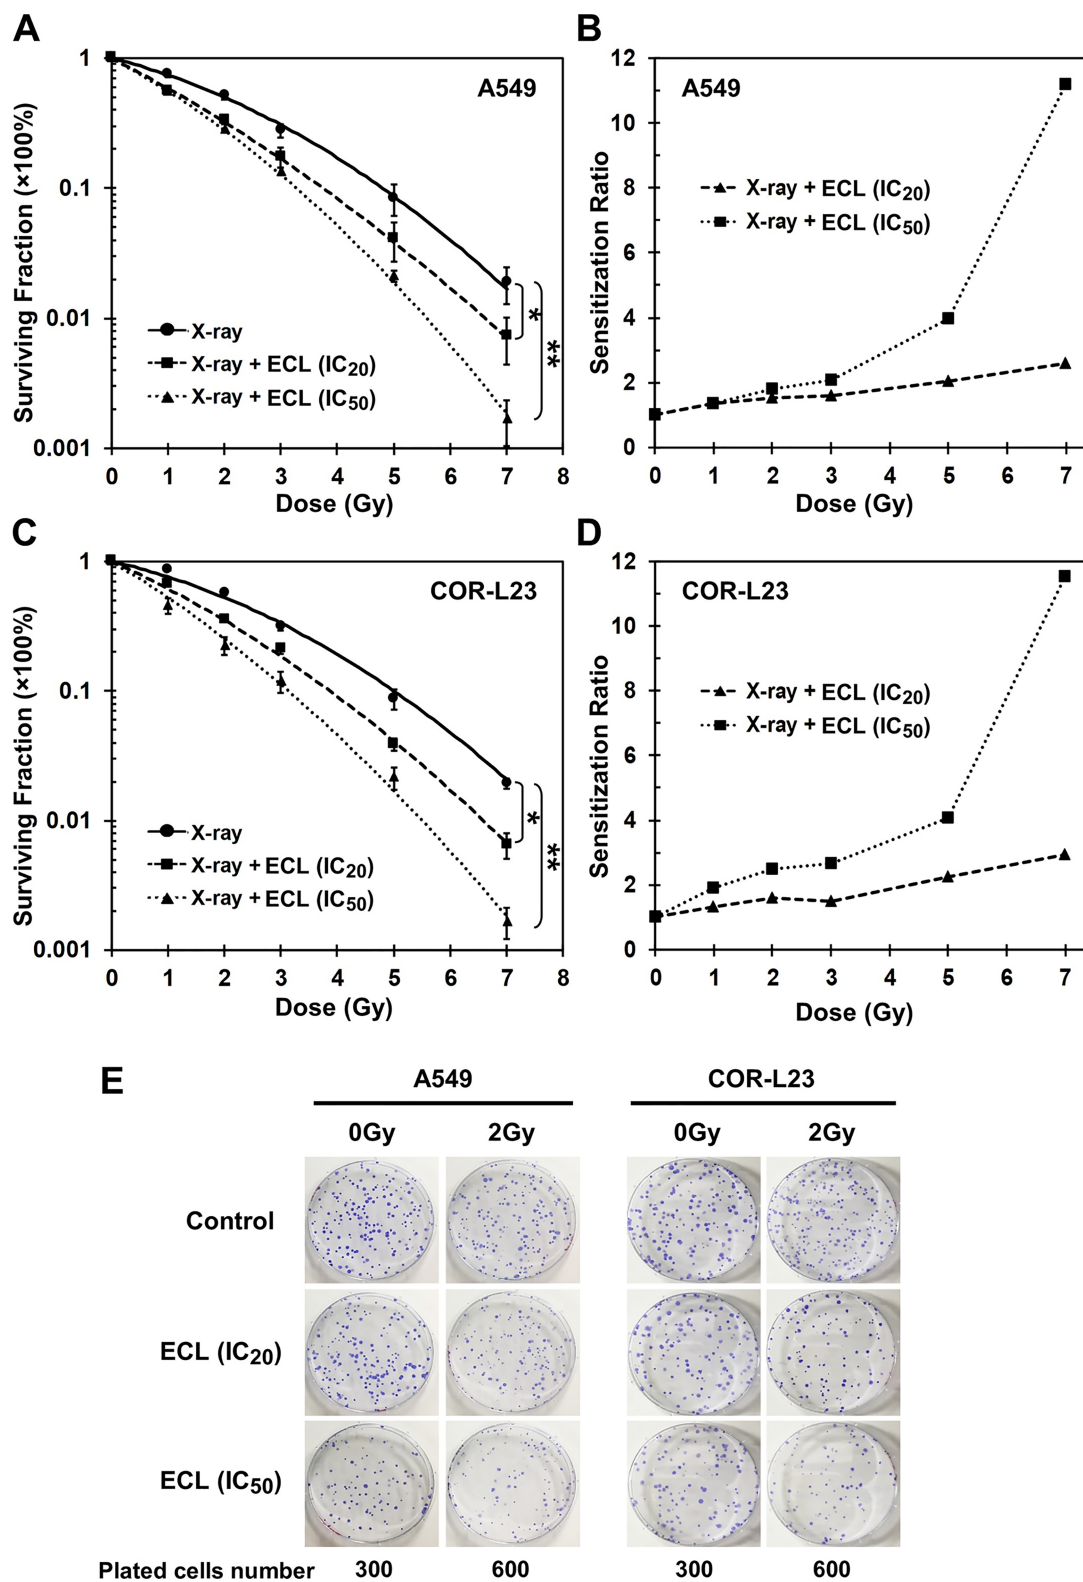 A
B
1
0.1
0.01
0.001
Surviving Fraction (×100%)
A549
X-ray
X-ray + ECL (IC20)
X-ray + ECL (IC50)
*
**
0 1 2 3 4 5 6 7 8
Dose (Gy)
12
10
8
6
4
2
0
Sensitization Ratio
A549
X-ray + ECL (IC20)
X-ray + ECL (IC50)
0 1 2 3 4 5 6 7
Dose (Gy)
C
D
1
0.1
0.01
0.001
Surviving Fraction (×100%)
COR-L23
X-ray
X-ray + ECL (IC20)
X-ray + ECL (IC50)
*
**
0 1 2 3 4 5 6 7 8
Dose (Gy)
12
10
8
6
4
2
0
Sensitization Ratio
COR-L23
X-ray + ECL (IC20)
X-ray + ECL (IC50)
0 1 2 3 4 5 6 7
Dose (Gy)
E
A549 COR-L23
0Gy 2Gy 0Gy 2Gy
Control
ECL (IC20)
ECL (IC50)
Plated cells number 300 600 300 600